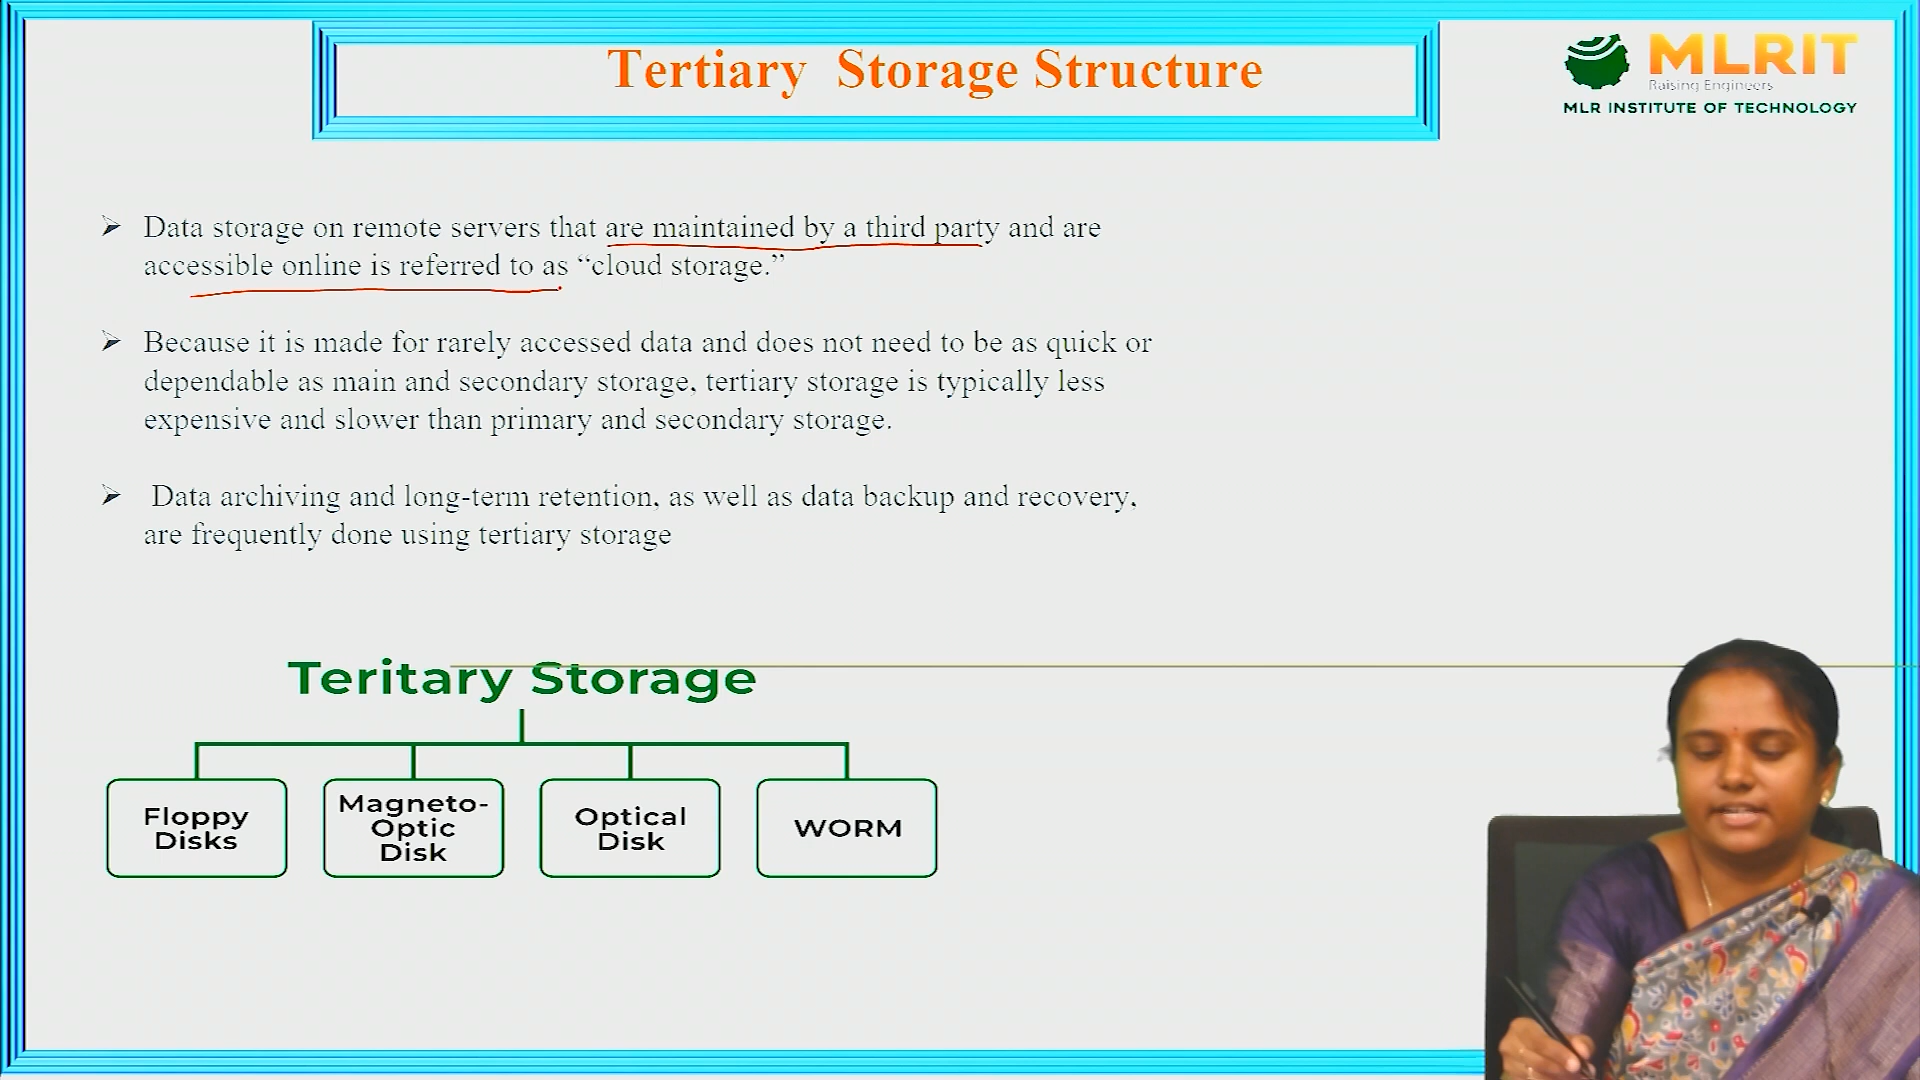 Tertiary Storage Structure
MLRIT
Raising Engineers
MLR INSTITUTE OF TECHNOLOGY
➢ Data storage on remote servers that are maintained by a third party and are
accessible online is referred to as “cloud storage.”
➢ Because it is made for rarely accessed data and does not need to be as quick or
dependable as main and secondary storage, tertiary storage is typically less
expensive and slower than primary and secondary storage.
➢ Data archiving and long-term retention, as well as data backup and recovery,
are frequently done using tertiary storage
Teritary Storage
Floppy
Disks
Magneto-
Optic
Disk
Optical
Disk
WORM